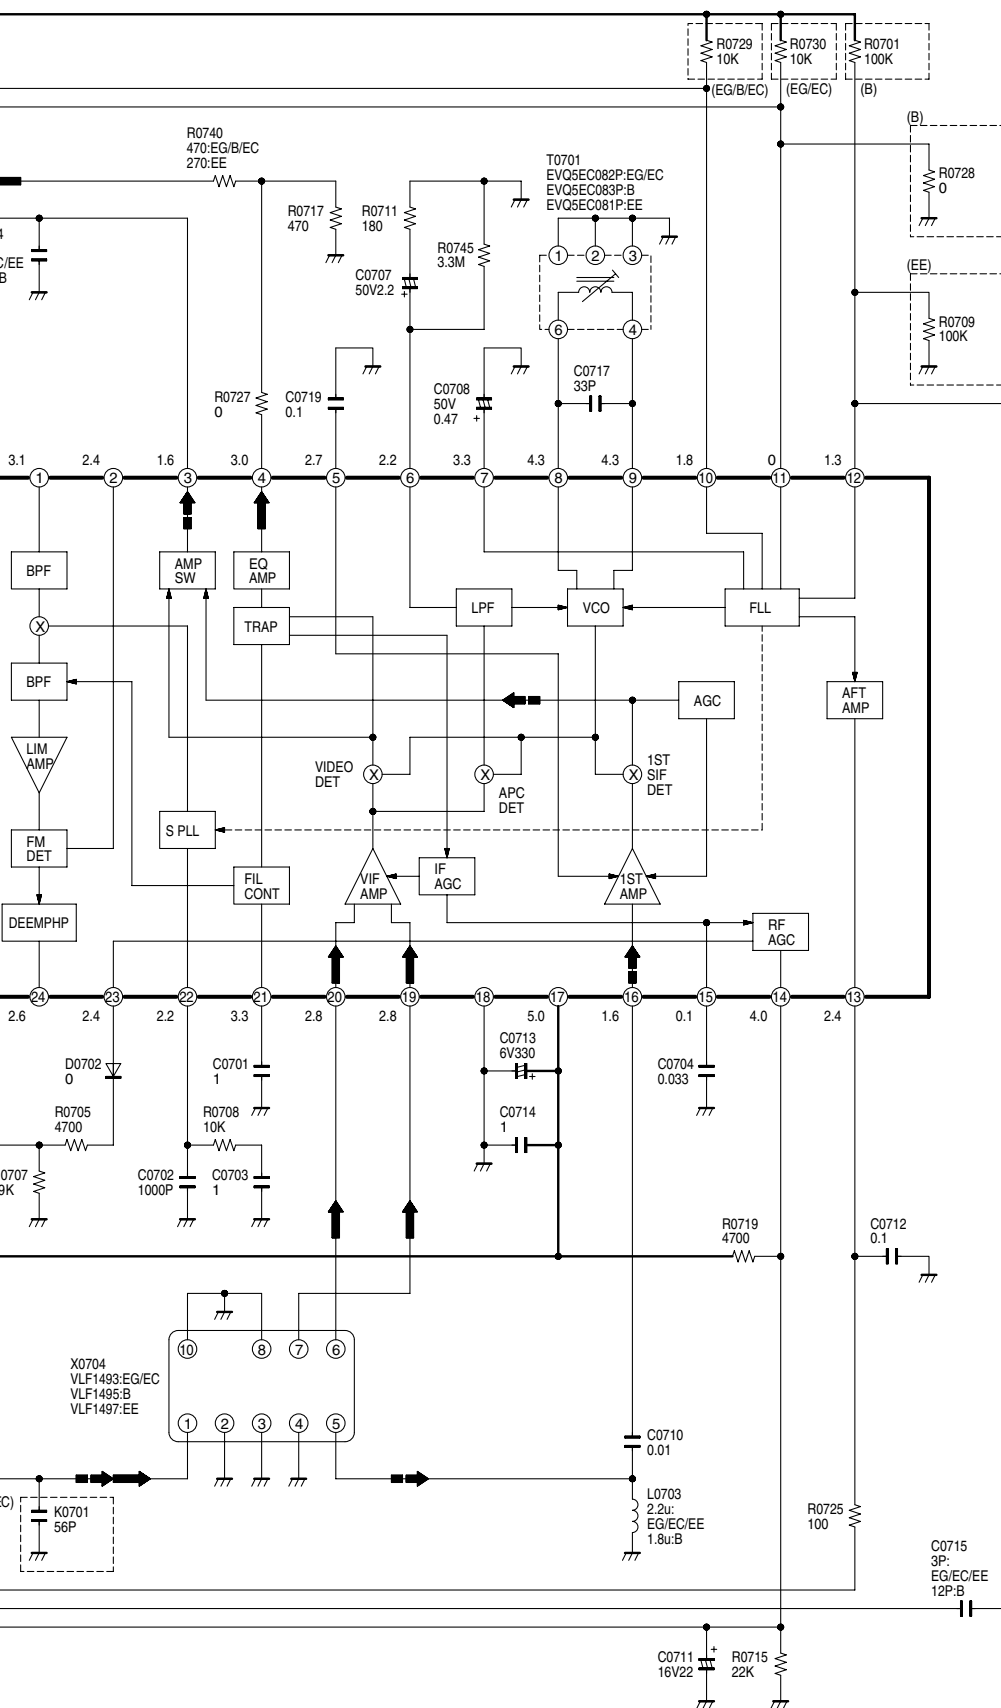 R0729
10K
R0730
10K
R0701
100K
(EG/B/EC)
(EG/EC)
(B)
(B)
R0728
0
(EE)
R0709
100K
R0740
470:EG/B/EC
270:EE
R0717
470
R0711
180
R0745
3.3M
C0707
50V2.2
+
T0701
EVQ5EC082P:EG/EC
EVQ5EC083P:B
EVQ5EC081P:EE
1
2
3
6
4
C/EE
B
R0727
0
C0719
0.1
C0708
50V
0.47
+
C0717
33P
3.1
2.4
1.6
3.0
2.7
2.2
3.3
4.3
4.3
1.8
0
1.3
1
2
3
4
5
6
7
8
9
10
11
12
BPF
AMP
SW
EQ
AMP
LPF
VCO
FLL
X
TRAP
BPF
AGC
AFT
AMP
LIM
AMP
VIDEO
DET
X
X
APC
DET
X
1ST
SIF
DET
S PLL
FM
DET
FIL
CONT
VIF
AMP
IF
AGC
1ST
AMP
DEEMPHP
RF
AGC
24
23
22
21
20
19
18
17
16
15
14
13
2.6
2.4
2.2
3.3
2.8
2.8
5.0
1.6
0.1
4.0
2.4
D0702
0
C0701
1
C0713
6V330
+
C0704
0.033
R0705
4700
R0708
10K
C0714
1
0707
9K
C0702
1000P
C0703
1
R0719
4700
C0712
0.1
X0704
VLF1493:EG/EC
VLF1495:B
VLF1497:EE
10
8
7
6
1
2
3
4
5
C0710
0.01
EC)
K0701
56P
L0703
2.2u:
EG/EC/EE
1.8u:B
R0725
100
C0715
3P:
EG/EC/EE
12P:B
C0711
16V22
+
R0715
22K